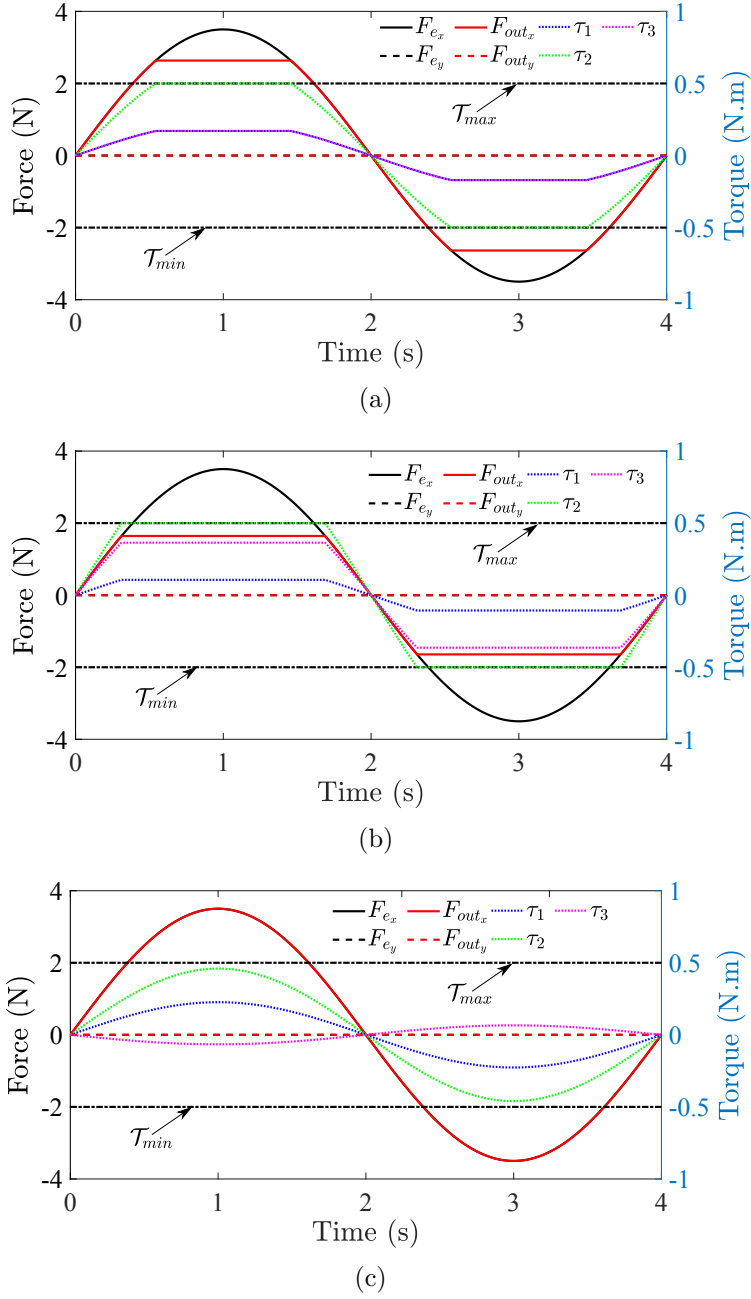 4 1
F_{e_x} F_{out_x} τ_1 τ_3
F_{e_y} F_{out_y} τ_2
2 0.5
𝒯_{max}
Force (N)
0 0
Torque (N.m)
-2 -0.5
𝒯_{min}
-4 -1
0 1 2 3 4
Time (s)
(a)
4 1
F_{e_x} F_{out_x} τ_1 τ_3
F_{e_y} F_{out_y} τ_2
2 0.5
𝒯_{max}
Force (N)
0 0
Torque (N.m)
-2 -0.5
𝒯_{min}
-4 -1
0 1 2 3 4
Time (s)
(b)
4 1
F_{e_x} F_{out_x} τ_1 τ_3
F_{e_y} F_{out_y} τ_2
2 0.5
𝒯_{max}
Force (N)
0 0
Torque (N.m)
-2 -0.5
𝒯_{min}
-4 -1
0 1 2 3 4
Time (s)
(c)